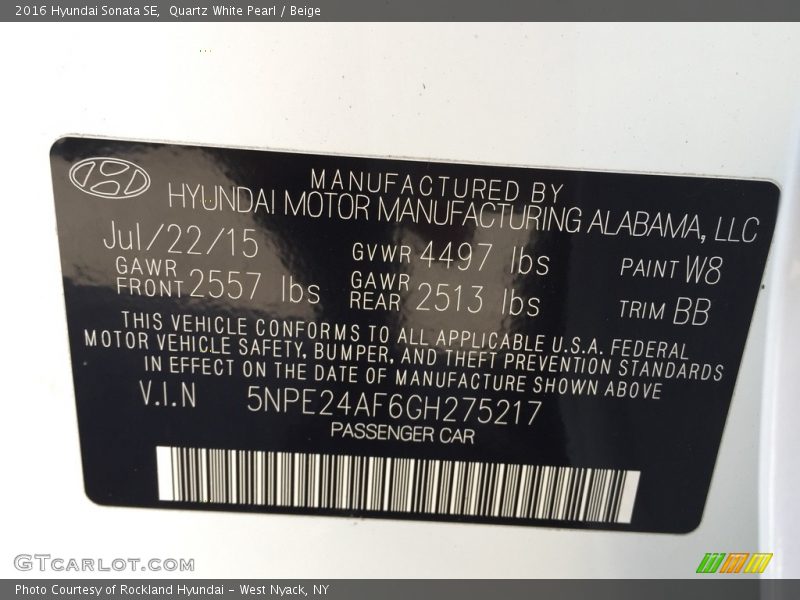 2016 Hyundai Sonata SE,  Quartz White Pearl / Beige
MANUFACTURED BY
HYUNDAI MOTOR MANUFACTURING ALABAMA, LLC
Jul/22/15 GVWR 4497 lbs PAINT W8
GAWR FRONT 2557 lbs GAWR REAR 2513 lbs TRIM BB
THIS VEHICLE CONFORMS TO ALL APPLICABLE U.S.A. FEDERAL
MOTOR VEHICLE SAFETY, BUMPER, AND THEFT PREVENTION STANDARDS
IN EFFECT ON THE DATE OF MANUFACTURE SHOWN ABOVE
V.I.N 5NPE24AF6GH275217
PASSENGER CAR
GTCARLOT.COM
Photo Courtesy of Rockland Hyundai - West Nyack, NY